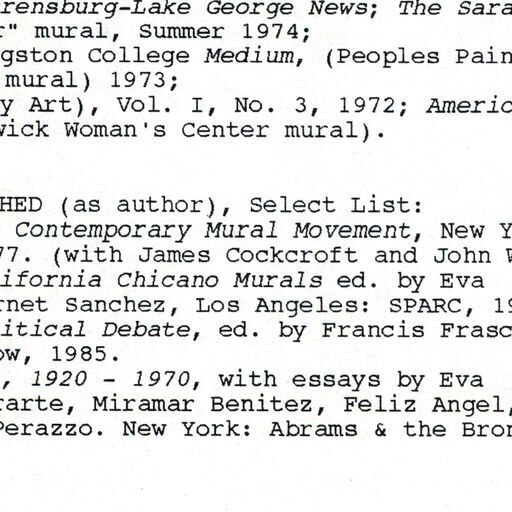 rensburg-Lake George News; The Sara
r" mural, Summer 1974;
gston College Medium, (Peoples Pain
mural) 1973;
y Art), Vol. I, No. 3, 1972; Americ
wick Woman's Center mural).
HED (as author), Select List:
Contemporary Mural Movement, New Y
77. (with James Cockcroft and John W
ifornia Chicano Murals ed. by Eva
rnet Sanchez, Los Angeles: SPARC, 19
itical Debate, ed. by Francis Frasc
ow, 1985.
, 1920 - 1970, with essays by Eva
rarte, Miramar Benitez, Feliz Angel,
Perazzo. New York: Abrams & the Bron